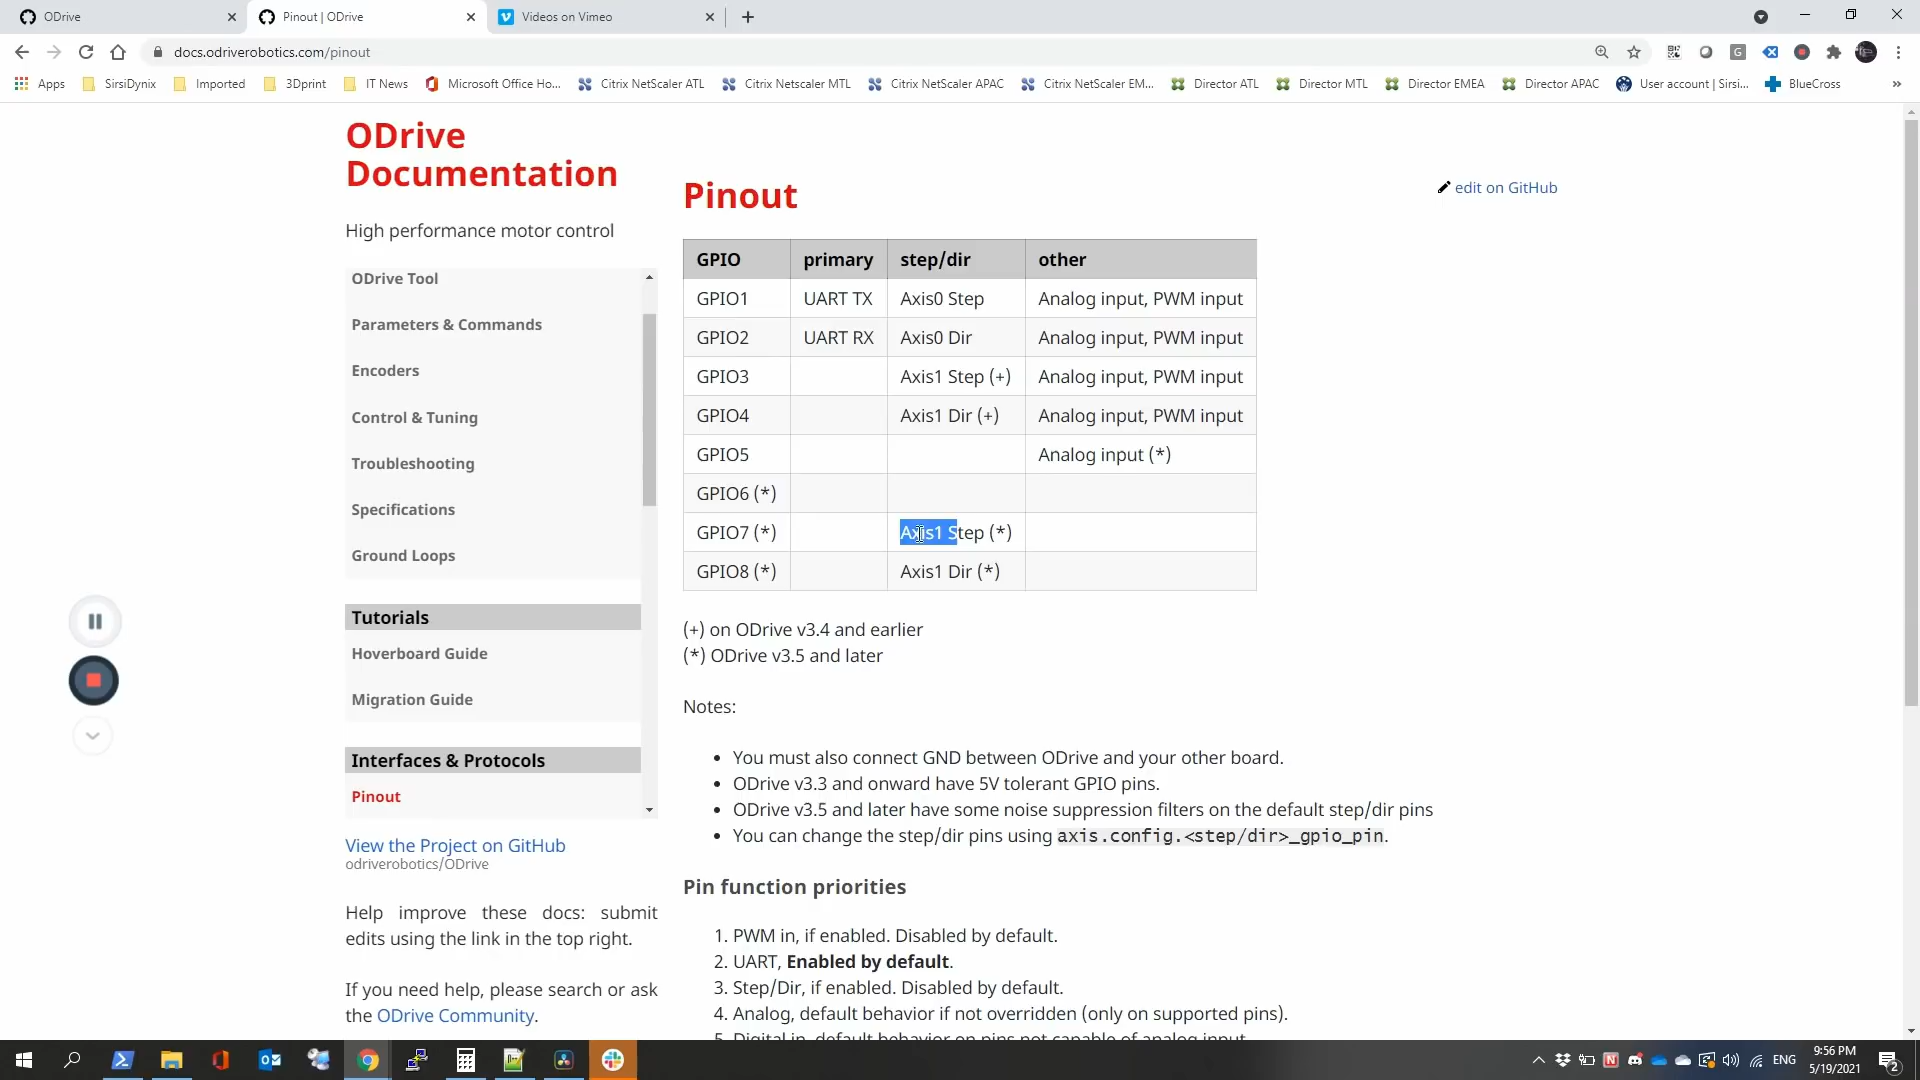 ODrive
Pinout | ODrive
Videos on Vimeo
docs.odriverobotics.com/pinout
Apps
SirsiDynix
Imported
3Dprint
IT News
Microsoft Office Ho...
Citrix NetScaler ATL
Citrix Netscaler MTL
Citrix NetScaler APAC
Citrix NetScaler EM...
Director ATL
Director MTL
Director EMEA
Director APAC
User account | Sirsi...
BlueCross
»
ODrive
Documentation
High performance motor control
ODrive Tool
Parameters & Commands
Encoders
Control & Tuning
Troubleshooting
Specifications
Ground Loops
Tutorials
Hoverboard Guide
Migration Guide
Interfaces & Protocols
Pinout
View the Project on GitHub
odriverobotics/ODrive
Help improve these docs: submit
edits using the link in the top right.
If you need help, please search or ask
the ODrive Community.
Pinout
edit on GitHub
GPIO primary step/dir other
GPIO1 UART TX Axis0 Step Analog input, PWM input
GPIO2 UART RX Axis0 Dir Analog input, PWM input
GPIO3 Axis1 Step (+) Analog input, PWM input
GPIO4 Axis1 Dir (+) Analog input, PWM input
GPIO5 Analog input (*)
GPIO6 (*)
GPIO7 (*) Axis1 Step (*)
GPIO8 (*) Axis1 Dir (*)
(+) on ODrive v3.4 and earlier
(*) ODrive v3.5 and later
Notes:
• You must also connect GND between ODrive and your other board.
• ODrive v3.3 and onward have 5V tolerant GPIO pins.
• ODrive v3.5 and later have some noise suppression filters on the default step/dir pins
• You can change the step/dir pins using axis.config.<step/dir>_gpio_pin.
Pin function priorities
1. PWM in, if enabled. Disabled by default.
2. UART, Enabled by default.
3. Step/Dir, if enabled. Disabled by default.
4. Analog, default behavior if not overridden (only on supported pins).
5. Digital in, default behavior on pins not capable of analog input.
ENG
9:56 PM
5/19/2021
2